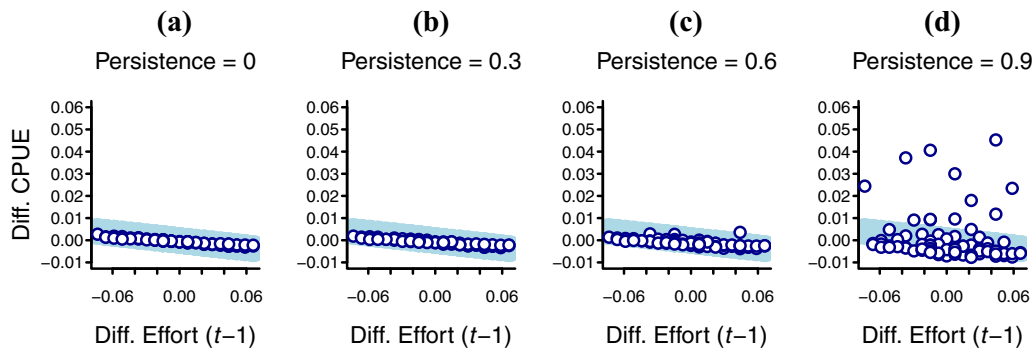 (a) (b) (c) (d)
Persistence = 0 Persistence = 0.3 Persistence = 0.6 Persistence = 0.9
Diff. CPUE
0.06 0.06 0.06 0.06
0.05 0.05 0.05 0.05
0.04 0.04 0.04 0.04
0.03 0.03 0.03 0.03
0.02 0.02 0.02 0.02
0.01 0.01 0.01 0.01
0.00 0.00 0.00 0.00
−0.01 −0.01 −0.01 −0.01
−0.06 0.00 0.06 −0.06 0.00 0.06 −0.06 0.00 0.06 −0.06 0.00 0.06
Diff. Effort (t−1) Diff. Effort (t−1) Diff. Effort (t−1) Diff. Effort (t−1)